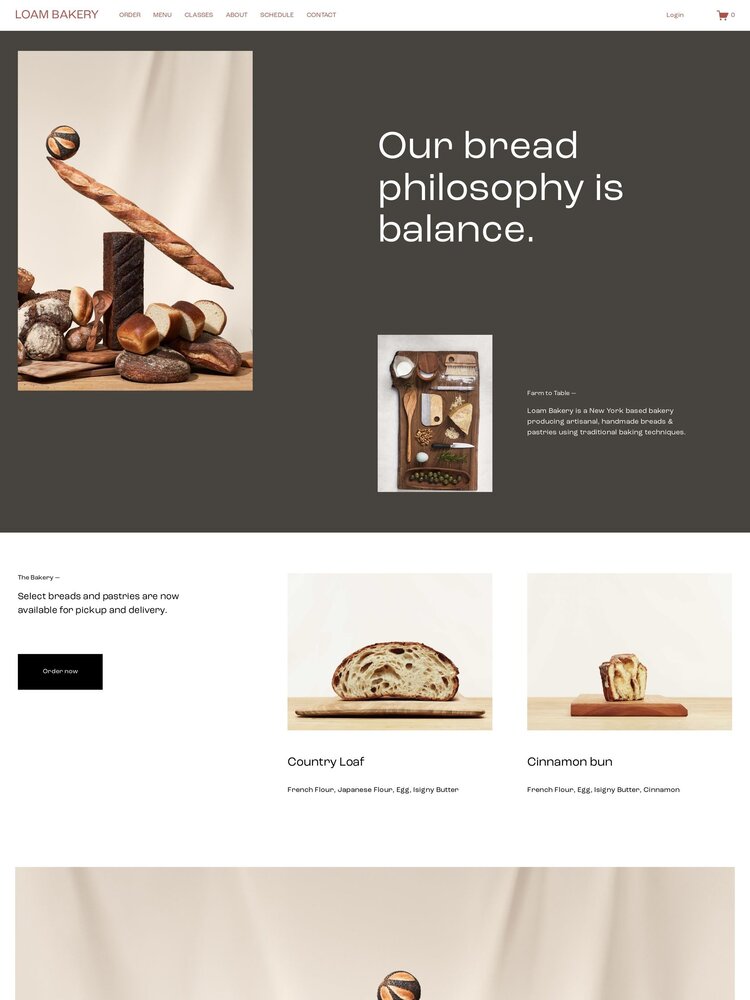 LOAM BAKERY
ORDER
MENU
CLASSES
ABOUT
SCHEDULE
CONTACT
Login
0
Our bread
philosophy is
balance.
Farm to Table —
Loam Bakery is a New York based bakery
producing artisanal, handmade breads &
pastries using traditional baking techniques.
The Bakery —
Select breads and pastries are now
available for pickup and delivery.
Order now
Country Loaf
French Flour, Japanese Flour, Egg, Isigny Butter
Cinnamon bun
French Flour, Egg, Isigny Butter, Cinnamon